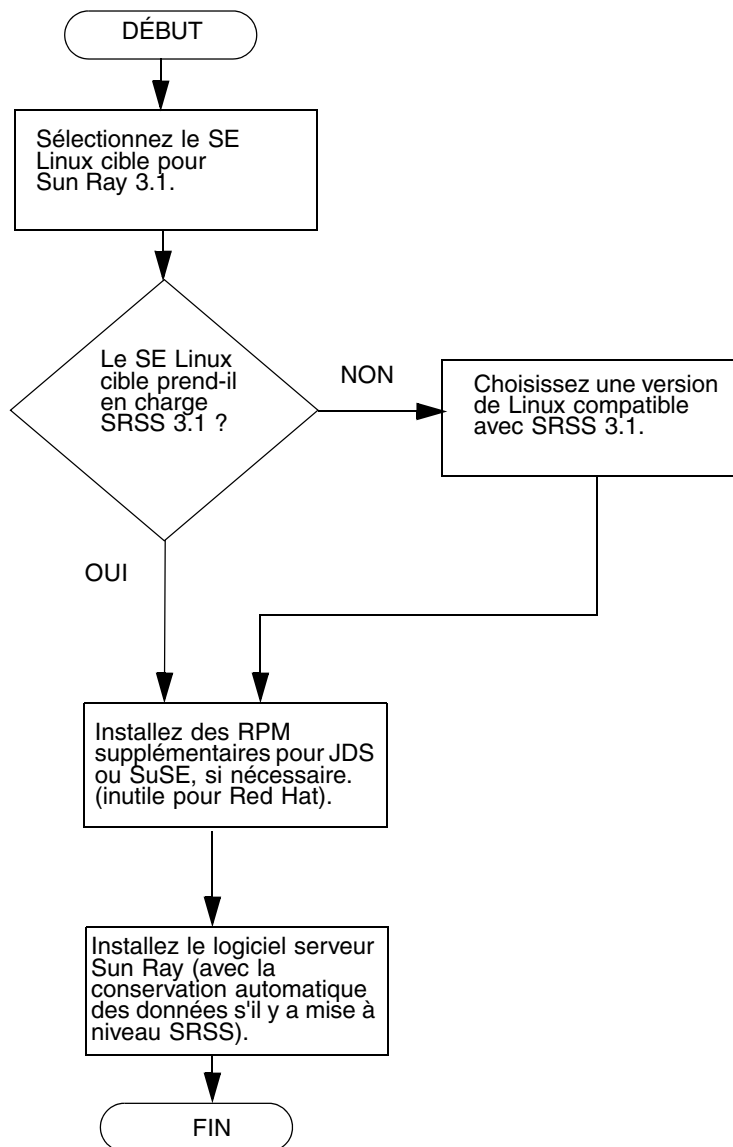 DÉBUT
Sélectionnez le SE
Linux cible pour
Sun Ray 3.1.
Le SE Linux
cible prend-il
en charge
SRSS 3.1 ?
NON
Choisissez une version
de Linux compatible
avec SRSS 3.1.
OUI
Installez des RPM
supplémentaires pour JDS
ou SuSE, si nécessaire.
(inutile pour Red Hat).
Installez le logiciel serveur
Sun Ray (avec la
conservation automatique
des données s'il y a mise à
niveau SRSS).
FIN